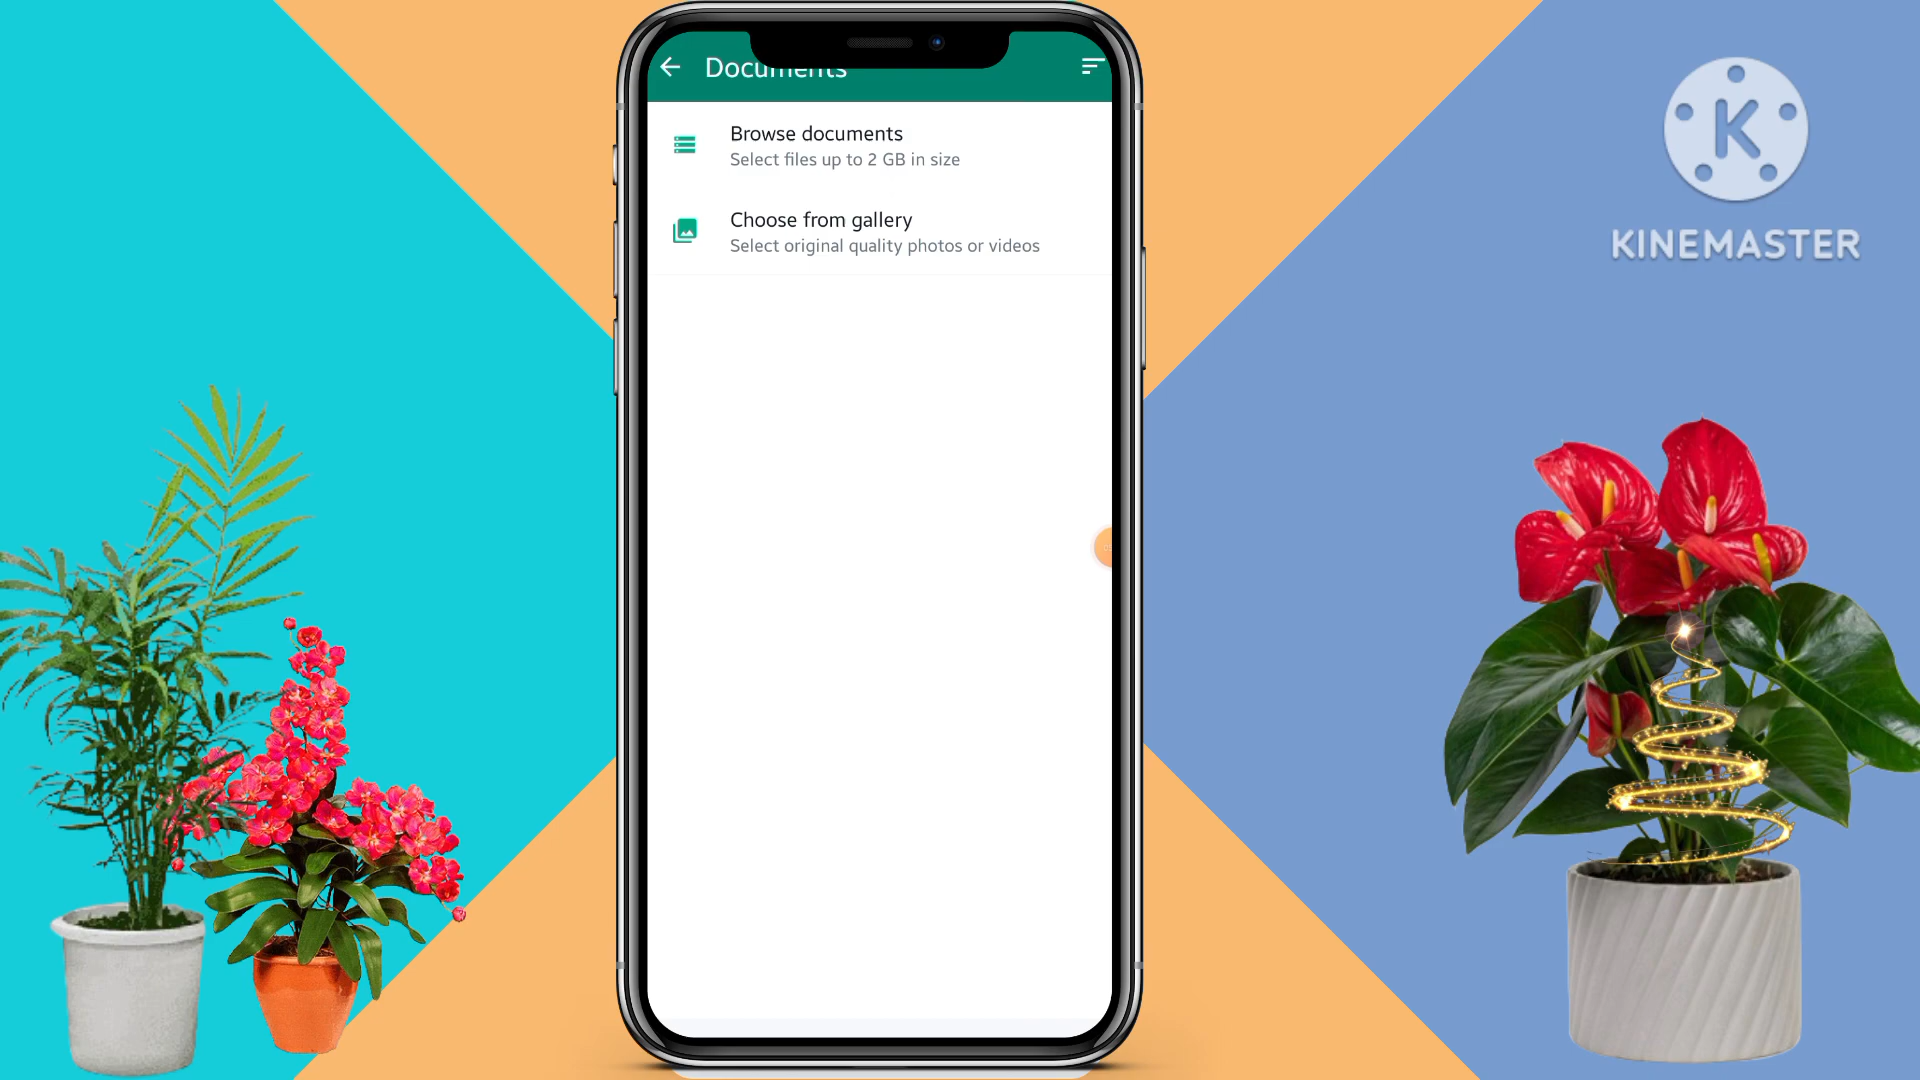 Documents
Browse documents
Select files up to 2 GB in size
Choose from gallery
Select original quality photos or videos
K
KINEMASTER